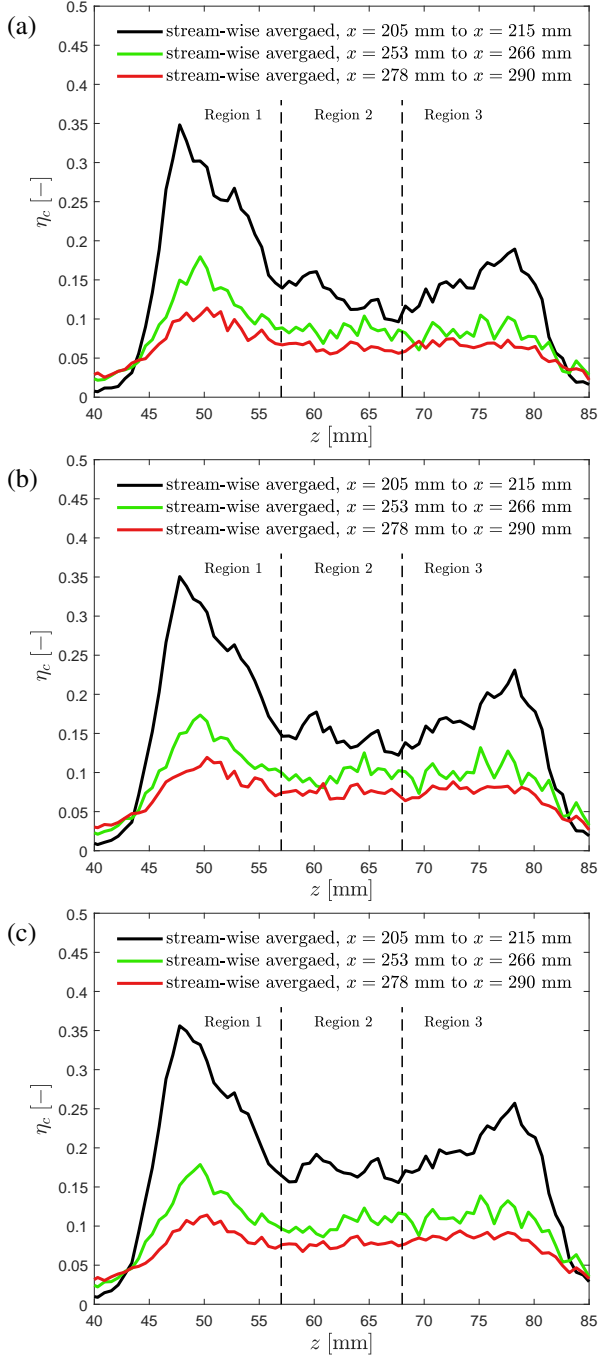 (a)
0.5
0.45
0.4
0.35
0.3
0.25
0.2
0.15
0.1
0.05
0
η_c [−]
stream-wise avergaed, x = 205 mm to x = 215 mm
stream-wise avergaed, x = 253 mm to x = 266 mm
stream-wise avergaed, x = 278 mm to x = 290 mm
Region 1 Region 2 Region 3
40 45 50 55 60 65 70 75 80 85
z [mm]
(b)
0.5
0.45
0.4
0.35
0.3
0.25
0.2
0.15
0.1
0.05
0
η_c [−]
stream-wise avergaed, x = 205 mm to x = 215 mm
stream-wise avergaed, x = 253 mm to x = 266 mm
stream-wise avergaed, x = 278 mm to x = 290 mm
Region 1 Region 2 Region 3
40 45 50 55 60 65 70 75 80 85
z [mm]
(c)
0.5
0.45
0.4
0.35
0.3
0.25
0.2
0.15
0.1
0.05
0
η_c [−]
stream-wise avergaed, x = 205 mm to x = 215 mm
stream-wise avergaed, x = 253 mm to x = 266 mm
stream-wise avergaed, x = 278 mm to x = 290 mm
Region 1 Region 2 Region 3
40 45 50 55 60 65 70 75 80 85
z [mm]